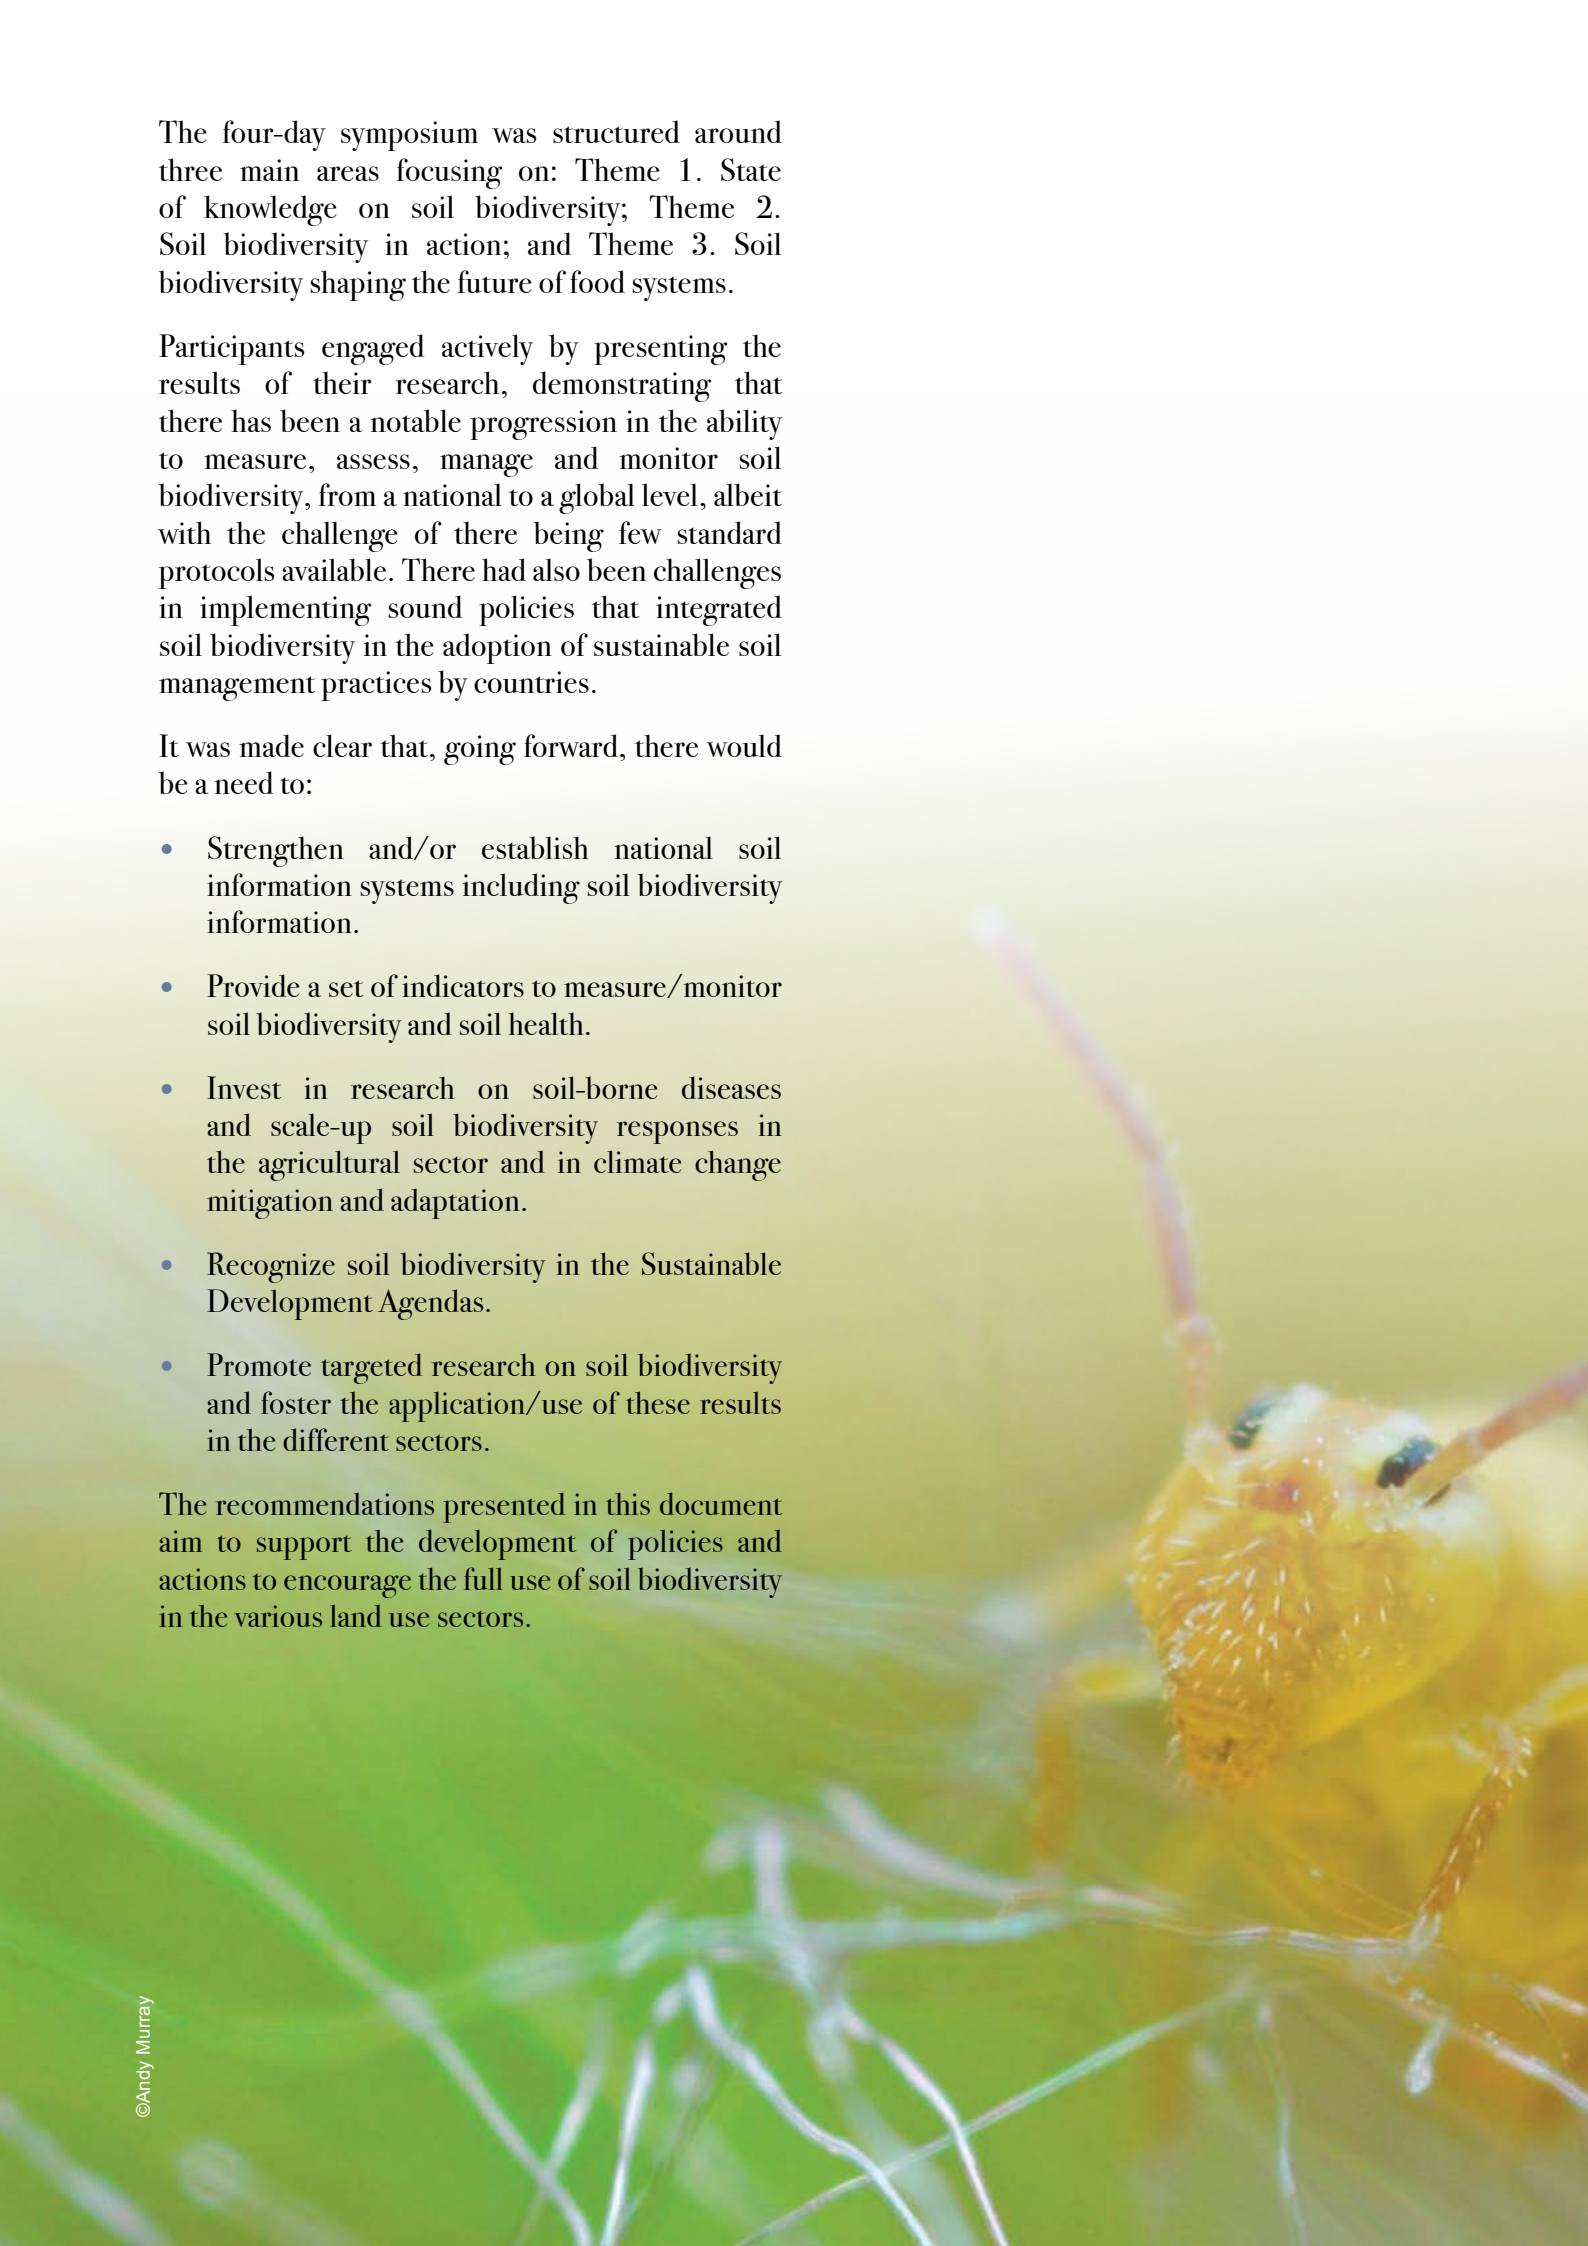 The four-day symposium was structured around
three main areas focusing on: Theme 1. State
of knowledge on soil biodiversity; Theme 2.
Soil biodiversity in action; and Theme 3. Soil
biodiversity shaping the future of food systems.
Participants engaged actively by presenting the
results of their research, demonstrating that
there has been a notable progression in the ability
to measure, assess, manage and monitor soil
biodiversity, from a national to a global level, albeit
with the challenge of there being few standard
protocols available. There had also been challenges
in implementing sound policies that integrated
soil biodiversity in the adoption of sustainable soil
management practices by countries.
It was made clear that, going forward, there would
be a need to:
• Strengthen and/or establish national soil
information systems including soil biodiversity
information.
• Provide a set of indicators to measure/monitor
soil biodiversity and soil health.
• Invest in research on soil-borne diseases
and scale-up soil biodiversity responses in
the agricultural sector and in climate change
mitigation and adaptation.
• Recognize soil biodiversity in the Sustainable
Development Agendas.
• Promote targeted research on soil biodiversity
and foster the application/use of these results
in the different sectors.
The recommendations presented in this document
aim to support the development of policies and
actions to encourage the full use of soil biodiversity
in the various land use sectors.
©Andy Murray